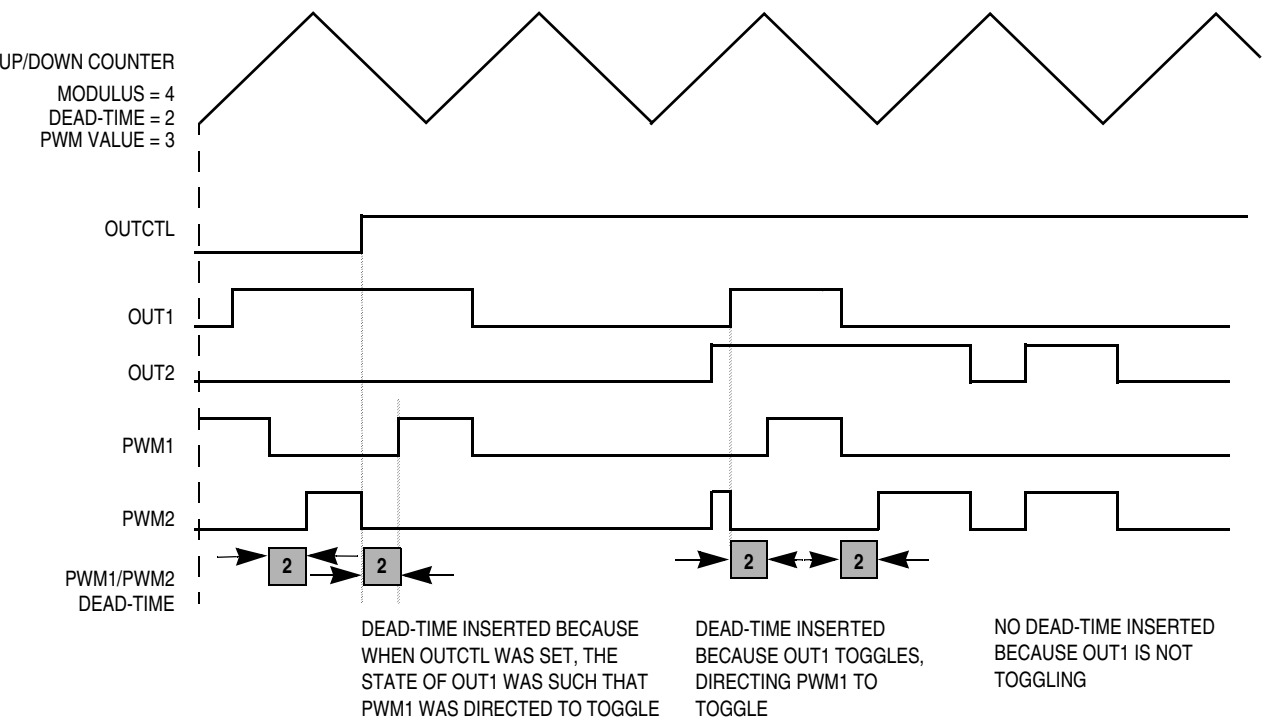 UP/DOWN COUNTER
MODULUS = 4
DEAD-TIME = 2
PWM VALUE = 3
OUTCTL
OUT1
OUT2
PWM1
PWM2
PWM1/PWM2
DEAD-TIME
2
2
2
2
DEAD-TIME INSERTED BECAUSE
WHEN OUTCTL WAS SET, THE
STATE OF OUT1 WAS SUCH THAT
PWM1 WAS DIRECTED TO TOGGLE
DEAD-TIME INSERTED
BECAUSE OUT1 TOGGLES,
DIRECTING PWM1 TO
TOGGLE
NO DEAD-TIME INSERTED
BECAUSE OUT1 IS NOT
TOGGLING